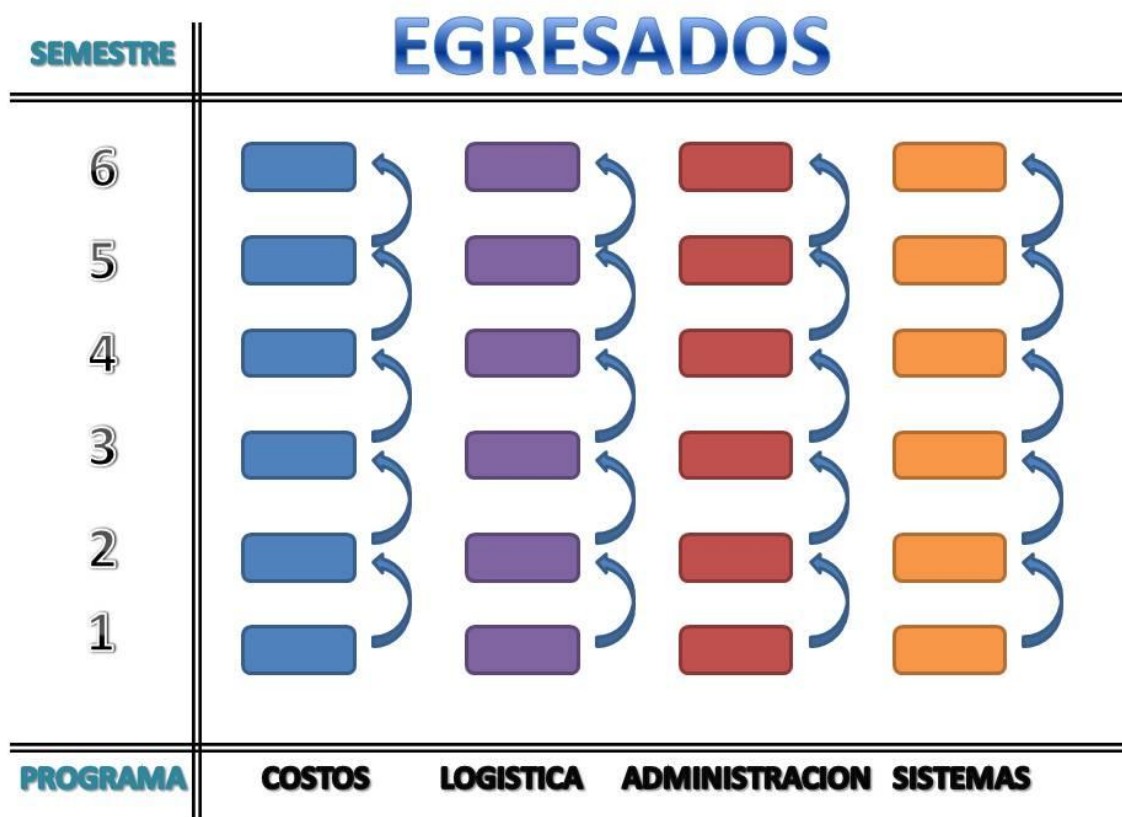 SEMESTRE
EGRESADOS
6
5
4
3
2
1
PROGRAMA
COSTOS
LOGISTICA
ADMINISTRACION
SISTEMAS